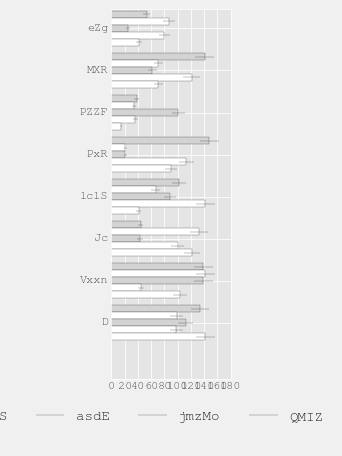 eZg
MXR
PZZF
PxR
lclS
Jc
Vxxn
D
0 20 40 60 80 100 120 140 160 180
S asdE jmzMo QMIZ